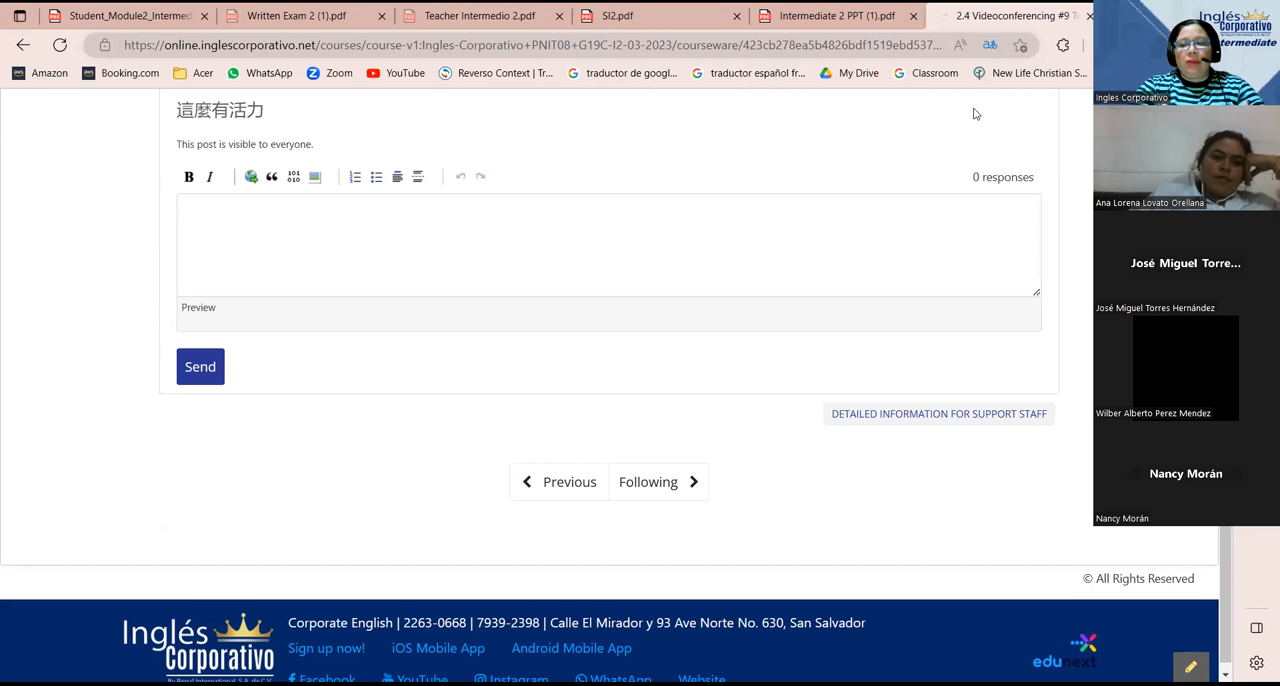 Student_Module2_Intermed
Written Exam 2 (1).pdf
Teacher Intermedio 2.pdf
SI2.pdf
Intermediate 2 PPT (1).pdf
2.4 Videoconferencing #9
https://online.inglescorporativo.net/courses/course-v1:Ingles-Corporativo+PNIT08+G19C-I2-03-2023/courseware/423cb278ea5b4826bdf1519ebd537...
Amazon
Booking.com
Acer
WhatsApp
Zoom
YouTube
Reverso Context | Tr...
traductor de googl...
traductor español fr...
My Drive
Classroom
New Life Christian S...
這麼有活力
This post is visible to everyone.
B I
0 responses
Preview
Send
DETAILED INFORMATION FOR SUPPORT STAFF
Previous
Following
© All Rights Reserved
Inglés
Corporativo
Corporate English | 2263-0668 | 7939-2398 | Calle El Mirador y 93 Ave Norte No. 630, San Salvador
Sign up now!
iOS Mobile App
Android Mobile App
Facebook
YouTube
Instagram
WhatsApp
Website
edunext
Inglés
Ingles Corporativo
Ana Lorena Lovato Orellana
José Miguel Torre...
José Miguel Torres Hernández
Wilber Alberto Perez Mendez
Nancy Morán
Nancy Morán